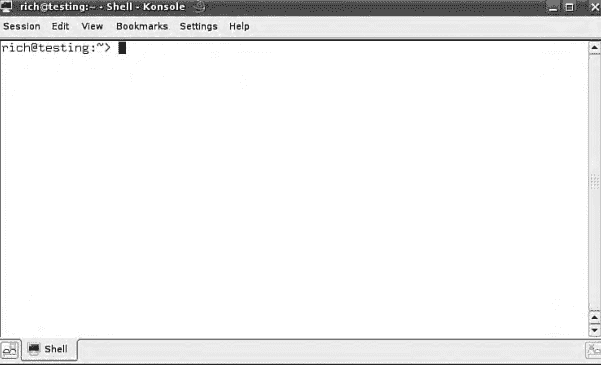 rich@testing:~ - Shell - Konsole
Session Edit View Bookmarks Settings Help
rich@testing:~>
Shell